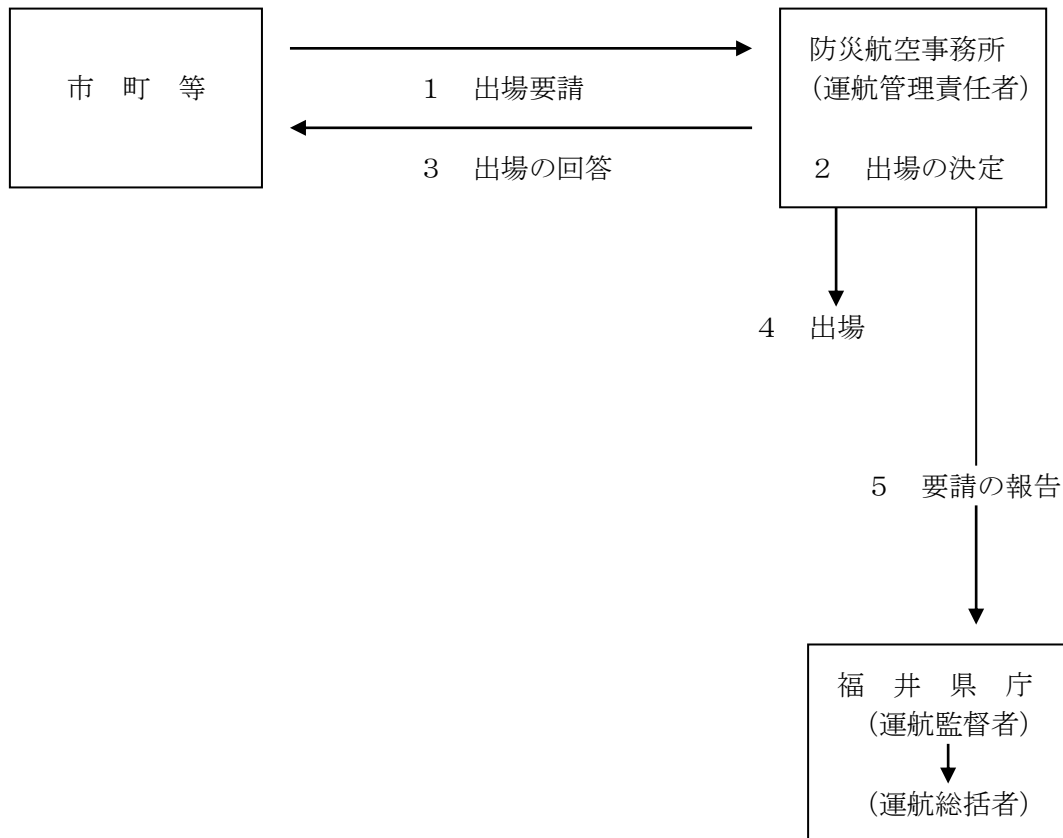 市　町　等
１　出場要請
３　出場の回答
防災航空事務所
（運航管理責任者）
２　出場の決定
４　出場
５　要請の報告
福　井　県　庁
（運航監督者）
（運航総括者）